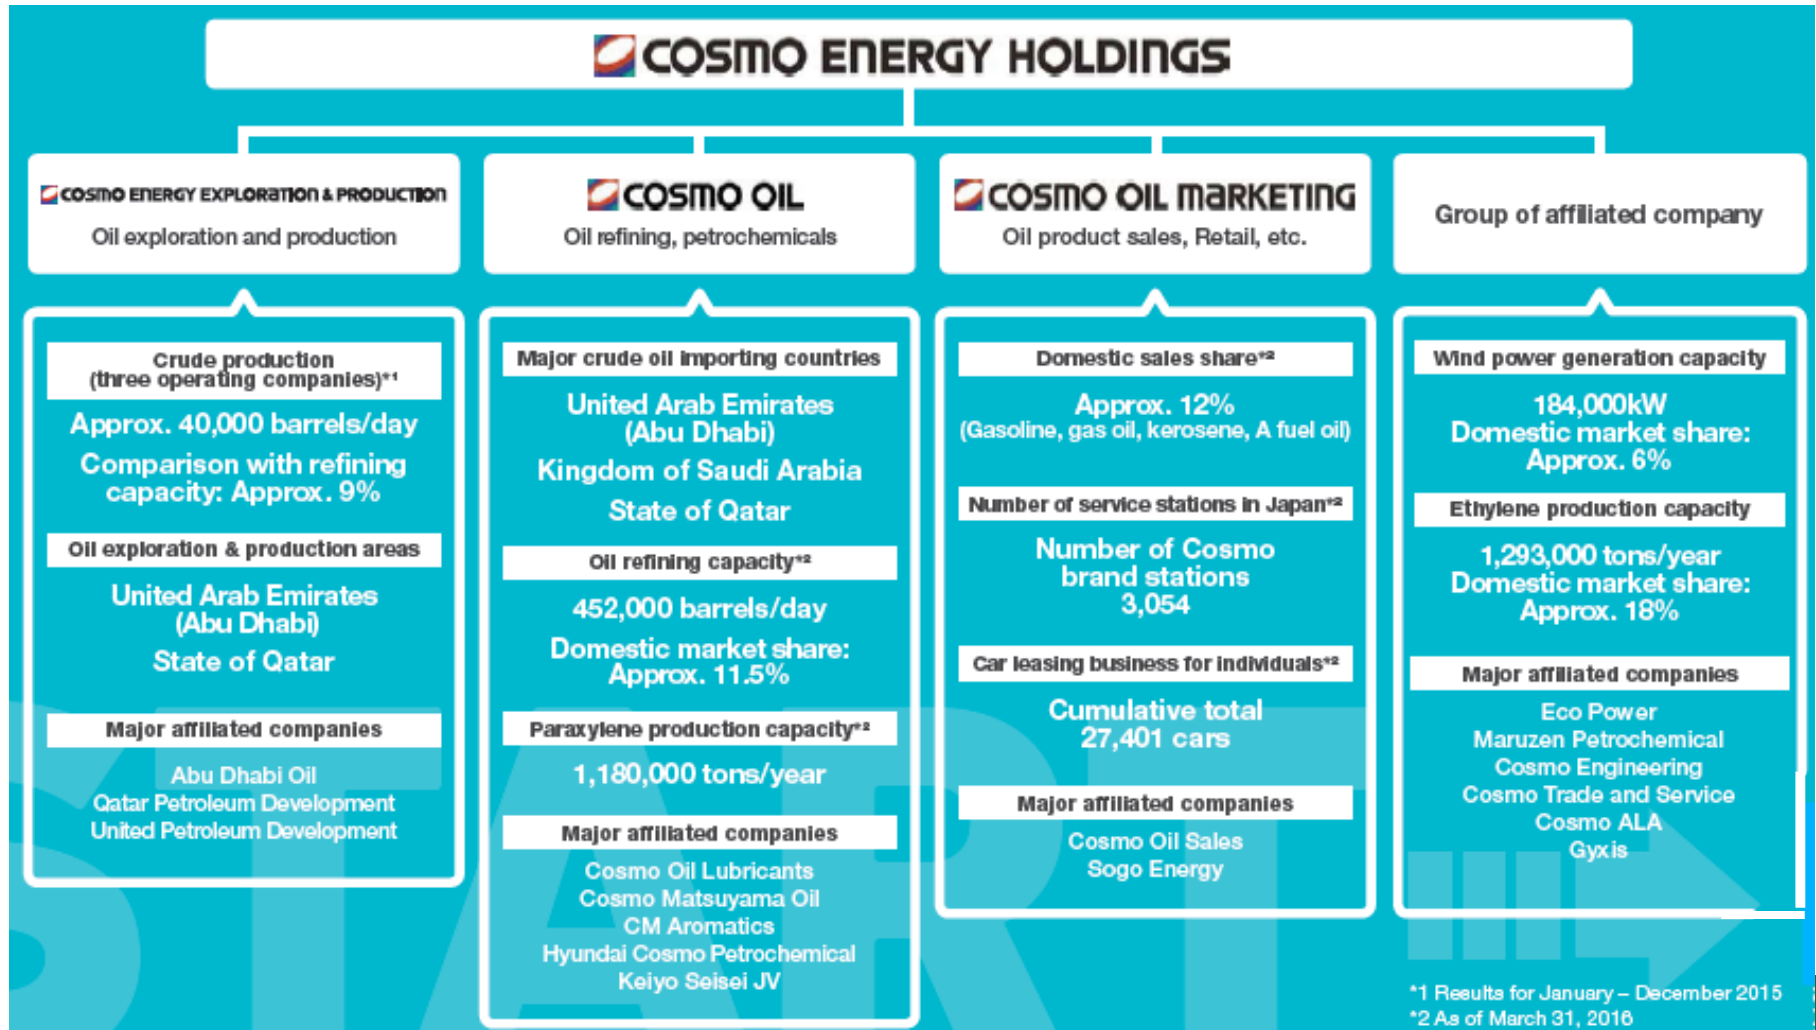 COSMO ENERGY HOLDINGS
COSMO ENERGY EXPLORATION & PRODUCTION
Oil exploration and production
Crude production
(three operating companies)*1
Approx. 40,000 barrels/day
Comparison with refining
capacity: Approx. 9%
Oil exploration & production areas
United Arab Emirates
(Abu Dhabi)
State of Qatar
Major affiliated companies
Abu Dhabi Oil
Qatar Petroleum Development
United Petroleum Development
COSMO OIL
Oil refining, petrochemicals
Major crude oil importing countries
United Arab Emirates
(Abu Dhabi)
Kingdom of Saudi Arabia
State of Qatar
Oil refining capacity*2
452,000 barrels/day
Domestic market share:
Approx. 11.5%
Paraxylene production capacity*2
1,180,000 tons/year
Major affiliated companies
Cosmo Oil Lubricants
Cosmo Matsuyama Oil
CM Aromatics
Hyundai Cosmo Petrochemical
Keiyo Seisei JV
COSMO OIL MARKETING
Oil product sales, Retail, etc.
Domestic sales share*2
Approx. 12%
(Gasoline, gas oil, kerosene, A fuel oil)
Number of service stations in Japan*2
Number of Cosmo
brand stations
3,054
Car leasing business for individuals*2
Cumulative total
27,401 cars
Major affiliated companies
Cosmo Oil Sales
Sogo Energy
Group of affiliated company
Wind power generation capacity
184,000kW
Domestic market share:
Approx. 6%
Ethylene production capacity
1,293,000 tons/year
Domestic market share:
Approx. 18%
Major affiliated companies
Eco Power
Maruzen Petrochemical
Cosmo Engineering
Cosmo Trade and Service
Cosmo ALA
Gyxis
START
*1 Results for January – December 2015
*2 As of March 31, 2016